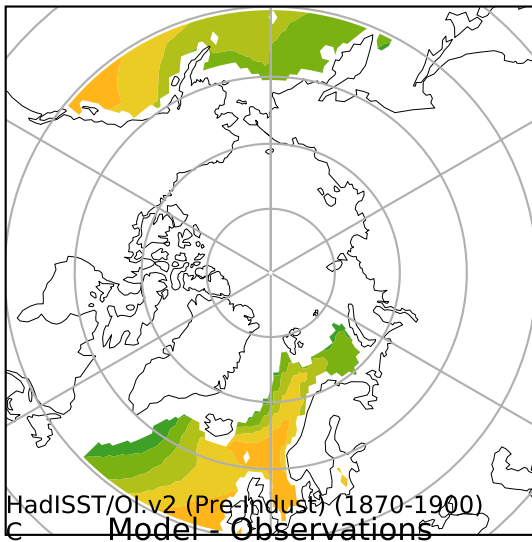 HadISST/OI.v2 (Pre-Indust) (1870-1900)
C Model - Observations